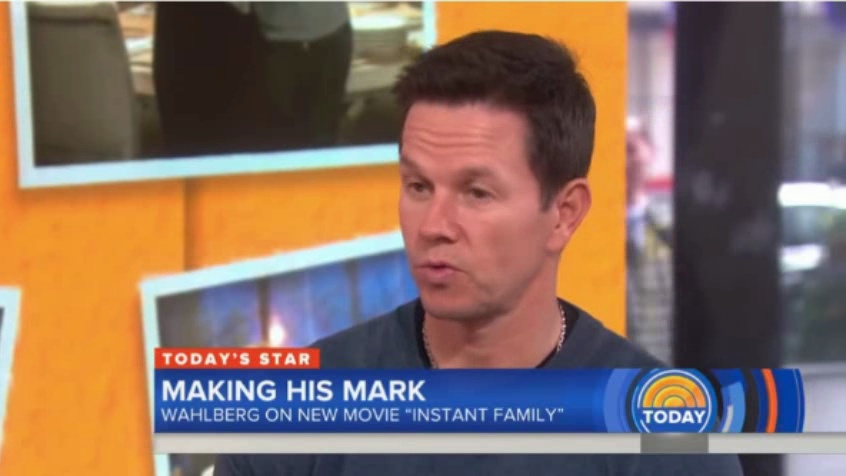 TODAY'S STAR
MAKING HIS MARK
WAHLBERG ON NEW MOVIE “INSTANT FAMILY”
TODAY